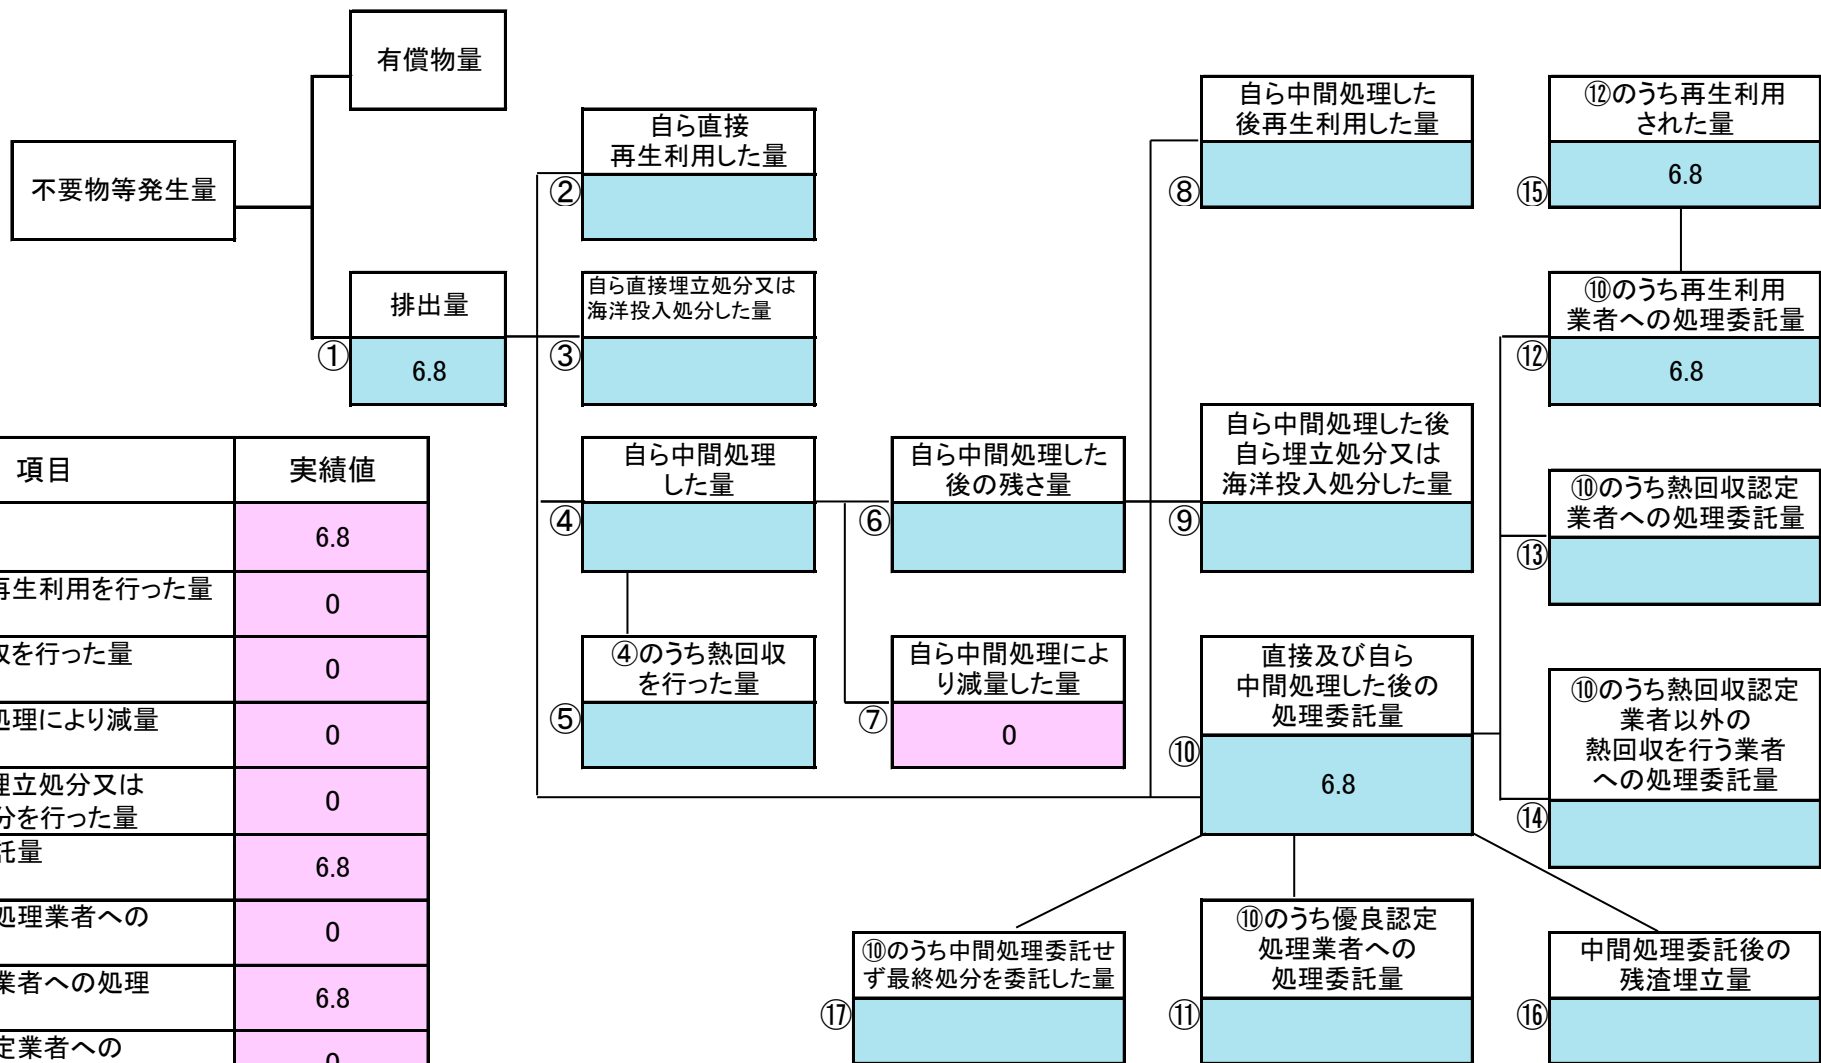 有償物量
不要物等発生量
排出量
①
6.8
自ら直接
再生利用した量
②
自ら直接埋立処分又は
海洋投入処分した量
③
自ら中間処理
した量
④
④のうち熱回収
を行った量
⑤
自ら中間処理した
後の残さ量
⑥
自ら中間処理によ
り減量した量
⑦
0
自ら中間処理した
後再生利用した量
⑧
自ら中間処理した後
自ら埋立処分又は
海洋投入処分した量
⑨
直接及び自ら
中間処理した後の
処理委託量
⑩
6.8
⑫のうち再生利用
された量
⑮
6.8
⑩のうち再生利用
業者への処理委託量
⑫
6.8
⑩のうち熱回収認定
業者への処理委託量
⑬
⑩のうち熱回収認定
業者以外の
熱回収を行う業者
への処理委託量
⑭
⑩のうち中間処理委託せ
ず最終処分を委託した量
⑰
⑩のうち優良認定
処理業者への
処理委託量
⑪
中間処理委託後の
残渣埋立量
⑯
項目 実績値
6.8
再生利用を行った量 0
を行った量 0
処理により減量 0
埋立処分又は
分を行った量 0
託量 6.8
処理業者への 0
業者への処理 6.8
定業者への 0